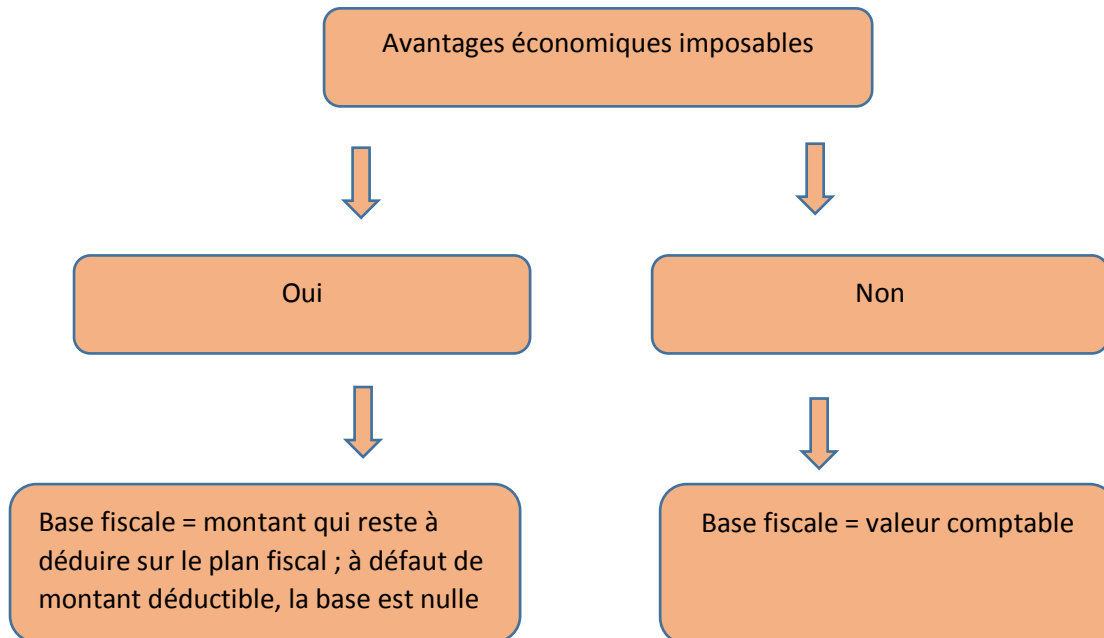 Avantages économiques imposables
Oui
Non
Base fiscale = montant qui reste à
déduire sur le plan fiscal ; à défaut de
montant déductible, la base est nulle
Base fiscale = valeur comptable